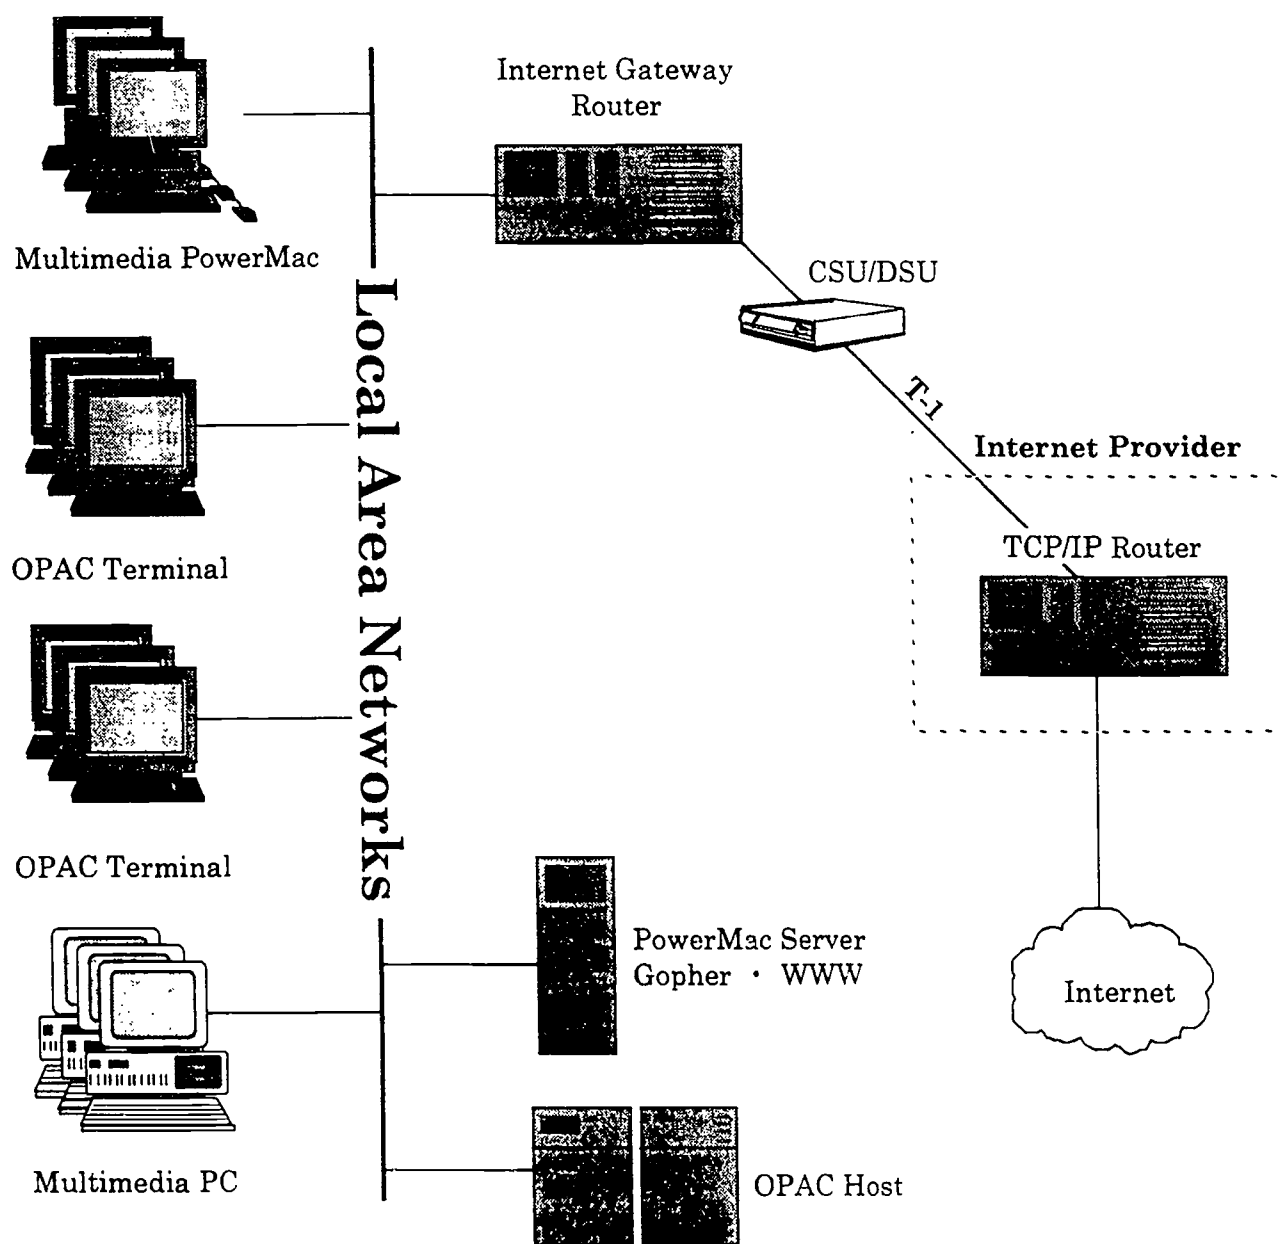 Internet Gateway
Router
Multimedia PowerMac
CSU/DSU
Local Area Networks
T-1
Internet Provider
TCP/IP Router
OPAC Terminal
OPAC Terminal
PowerMac Server
Gopher · WWW
Internet
Multimedia PC
OPAC Host